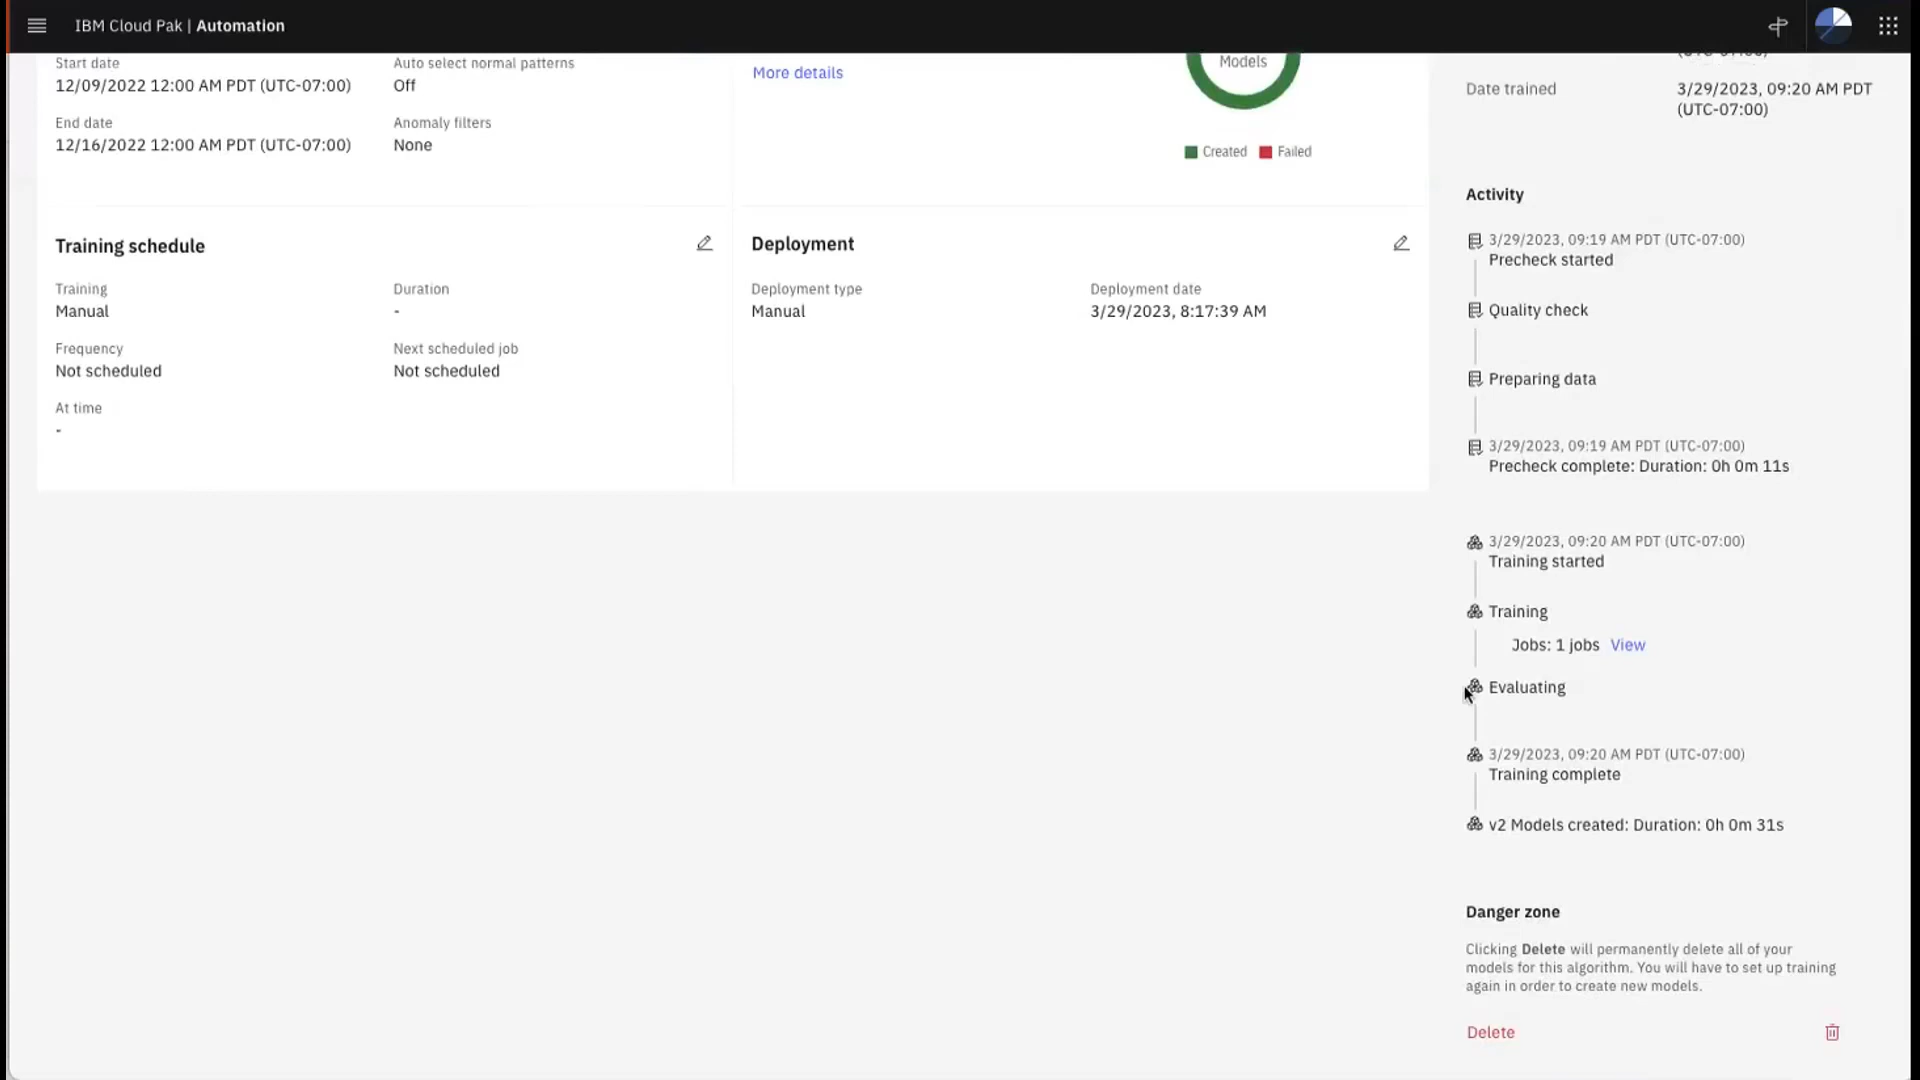 IBM Cloud Pak | Automation
Start date
12/09/2022 12:00 AM PDT (UTC-07:00)
Auto select normal patterns
Off
End date
12/16/2022 12:00 AM PDT (UTC-07:00)
Anomaly filters
None
More details
Models
Created
Failed
Training schedule
Training
Manual
Duration
-
Frequency
Not scheduled
Next scheduled job
Not scheduled
At time
-
Deployment
Deployment type
Manual
Deployment date
3/29/2023, 8:17:39 AM
(UTC-07:00)
Date trained
3/29/2023, 09:20 AM PDT
(UTC-07:00)
Activity
3/29/2023, 09:19 AM PDT (UTC-07:00)
Precheck started
Quality check
Preparing data
3/29/2023, 09:19 AM PDT (UTC-07:00)
Precheck complete: Duration: 0h 0m 11s
3/29/2023, 09:20 AM PDT (UTC-07:00)
Training started
Training
Jobs: 1 jobs View
Evaluating
3/29/2023, 09:20 AM PDT (UTC-07:00)
Training complete
v2 Models created: Duration: 0h 0m 31s
Danger zone
Clicking Delete will permanently delete all of your
models for this algorithm. You will have to set up training
again in order to create new models.
Delete